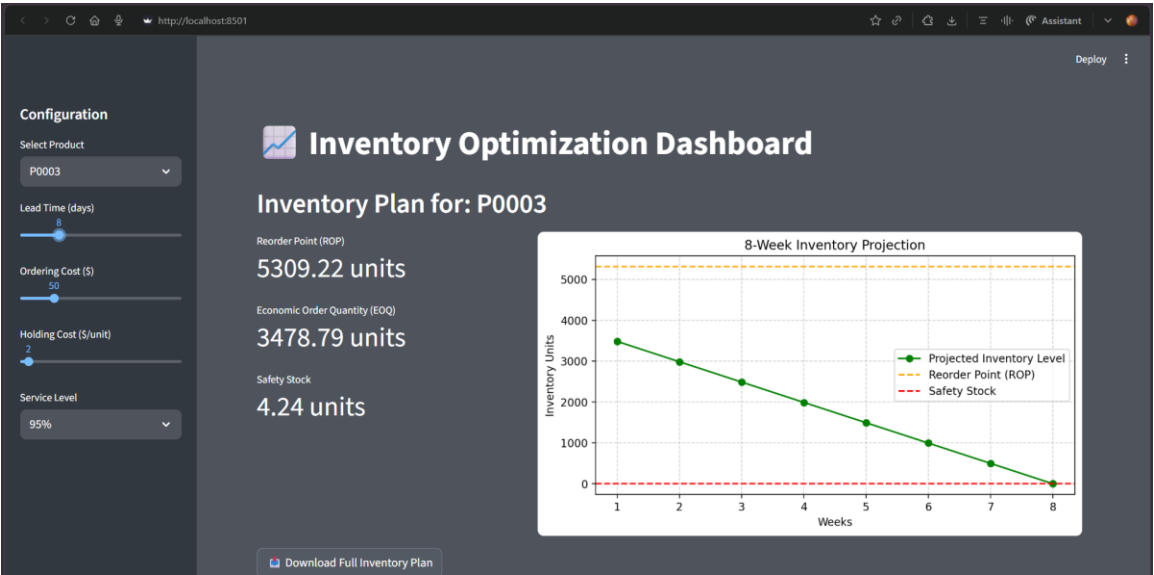 http://localhost:8501
Assistant
Deploy
Configuration
Select Product
P0003
Lead Time (days)
8
Ordering Cost ($)
50
Holding Cost ($/unit)
2
Service Level
95%
Inventory Optimization Dashboard
Inventory Plan for: P0003
Reorder Point (ROP)
5309.22 units
Economic Order Quantity (EOQ)
3478.79 units
Safety Stock
4.24 units
8-Week Inventory Projection
Inventory Units
5000
4000
3000
2000
1000
0
Projected Inventory Level
Reorder Point (ROP)
Safety Stock
1 2 3 4 5 6 7 8
Weeks
Download Full Inventory Plan